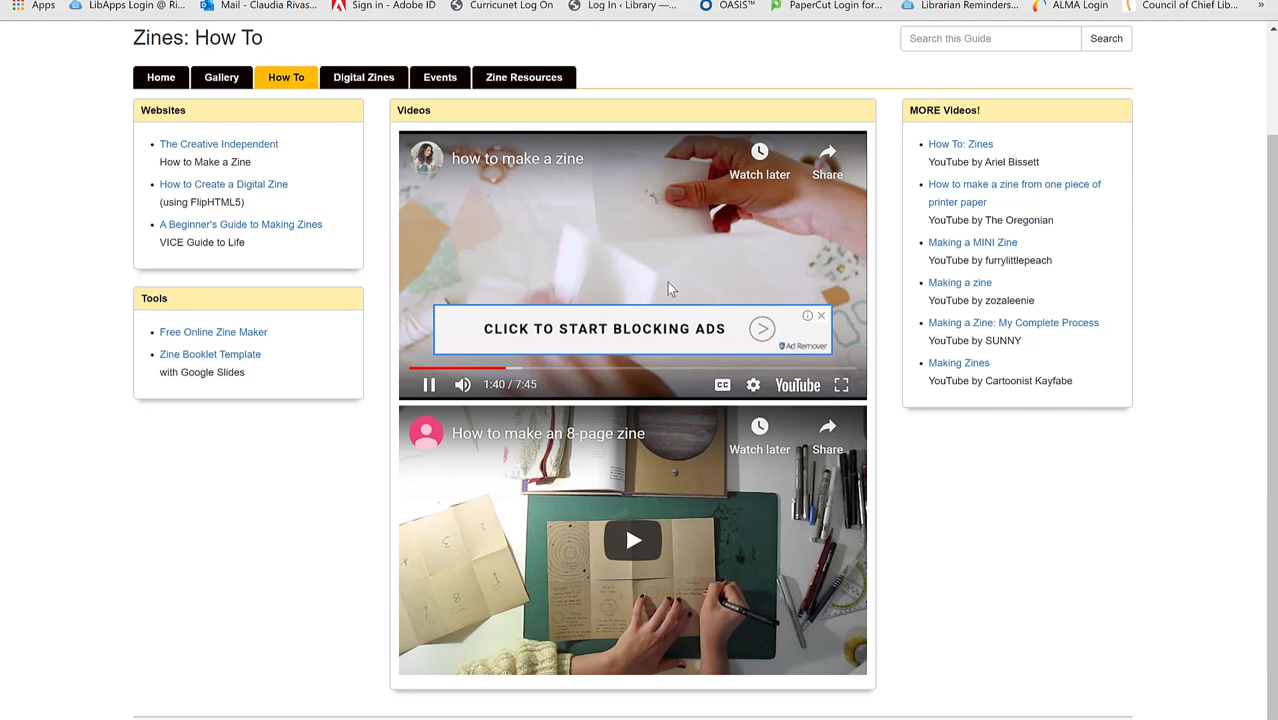 Apps
LibApps Login @ Ri...
Mail - Claudia Rivas...
Sign in - Adobe ID
Curricunet Log On
Log In ‹ Library —...
OASIS™
PaperCut Login for...
Librarian Reminders...
ALMA Login
Council of Chief Lib...
»
Zines: How To
Search this Guide
Search
Home
Gallery
How To
Digital Zines
Events
Zine Resources
Websites
The Creative Independent
How to Make a Zine
How to Create a Digital Zine
(using FlipHTML5)
A Beginner's Guide to Making Zines
VICE Guide to Life
Tools
Free Online Zine Maker
Zine Booklet Template
with Google Slides
Videos
how to make a zine
Watch later
Share
CLICK TO START BLOCKING ADS
Ad Remover
1:40 / 7:45
CC
YouTube
How to make an 8-page zine
Watch later
Share
2
3
4
1
8
7
MORE Videos!
How To: Zines
YouTube by Ariel Bissett
How to make a zine from one piece of
printer paper
YouTube by The Oregonian
Making a MINI Zine
YouTube by furrylittlepeach
Making a zine
YouTube by zozaleenie
Making a Zine: My Complete Process
YouTube by SUNNY
Making Zines
YouTube by Cartoonist Kayfabe